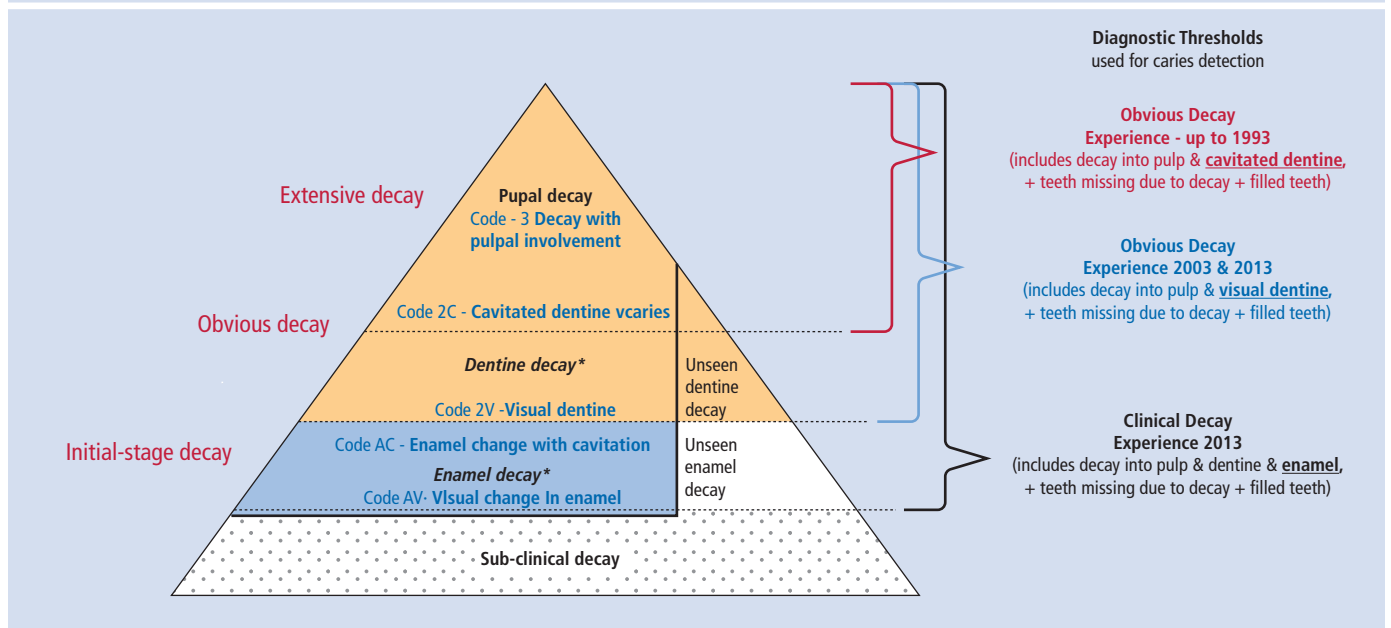 Diagnostic Thresholds
used for caries detection
Obvious Decay
Experience - up to 1993
(includes decay into pulp & cavitated dentine,
+ teeth missing due to decay + filled teeth)
Extensive decay
Pupal decay
Code - 3 Decay with
pulpal involvement
Obvious Decay
Experience 2003 & 2013
(includes decay into pulp & visual dentine,
+ teeth missing due to decay + filled teeth)
Obvious decay
Code 2C - Cavitated dentine vcaries
Dentine decay*
Unseen
dentine
decay
Code 2V -Visual dentine
Initial-stage decay
Code AC - Enamel change with cavitation
Enamel decay*
Code AV· VIsual change In enamel
Unseen
enamel
decay
Clinical Decay
Experience 2013
(includes decay into pulp & dentine & enamel,
+ teeth missing due to decay + filled teeth)
Sub-clinical decay